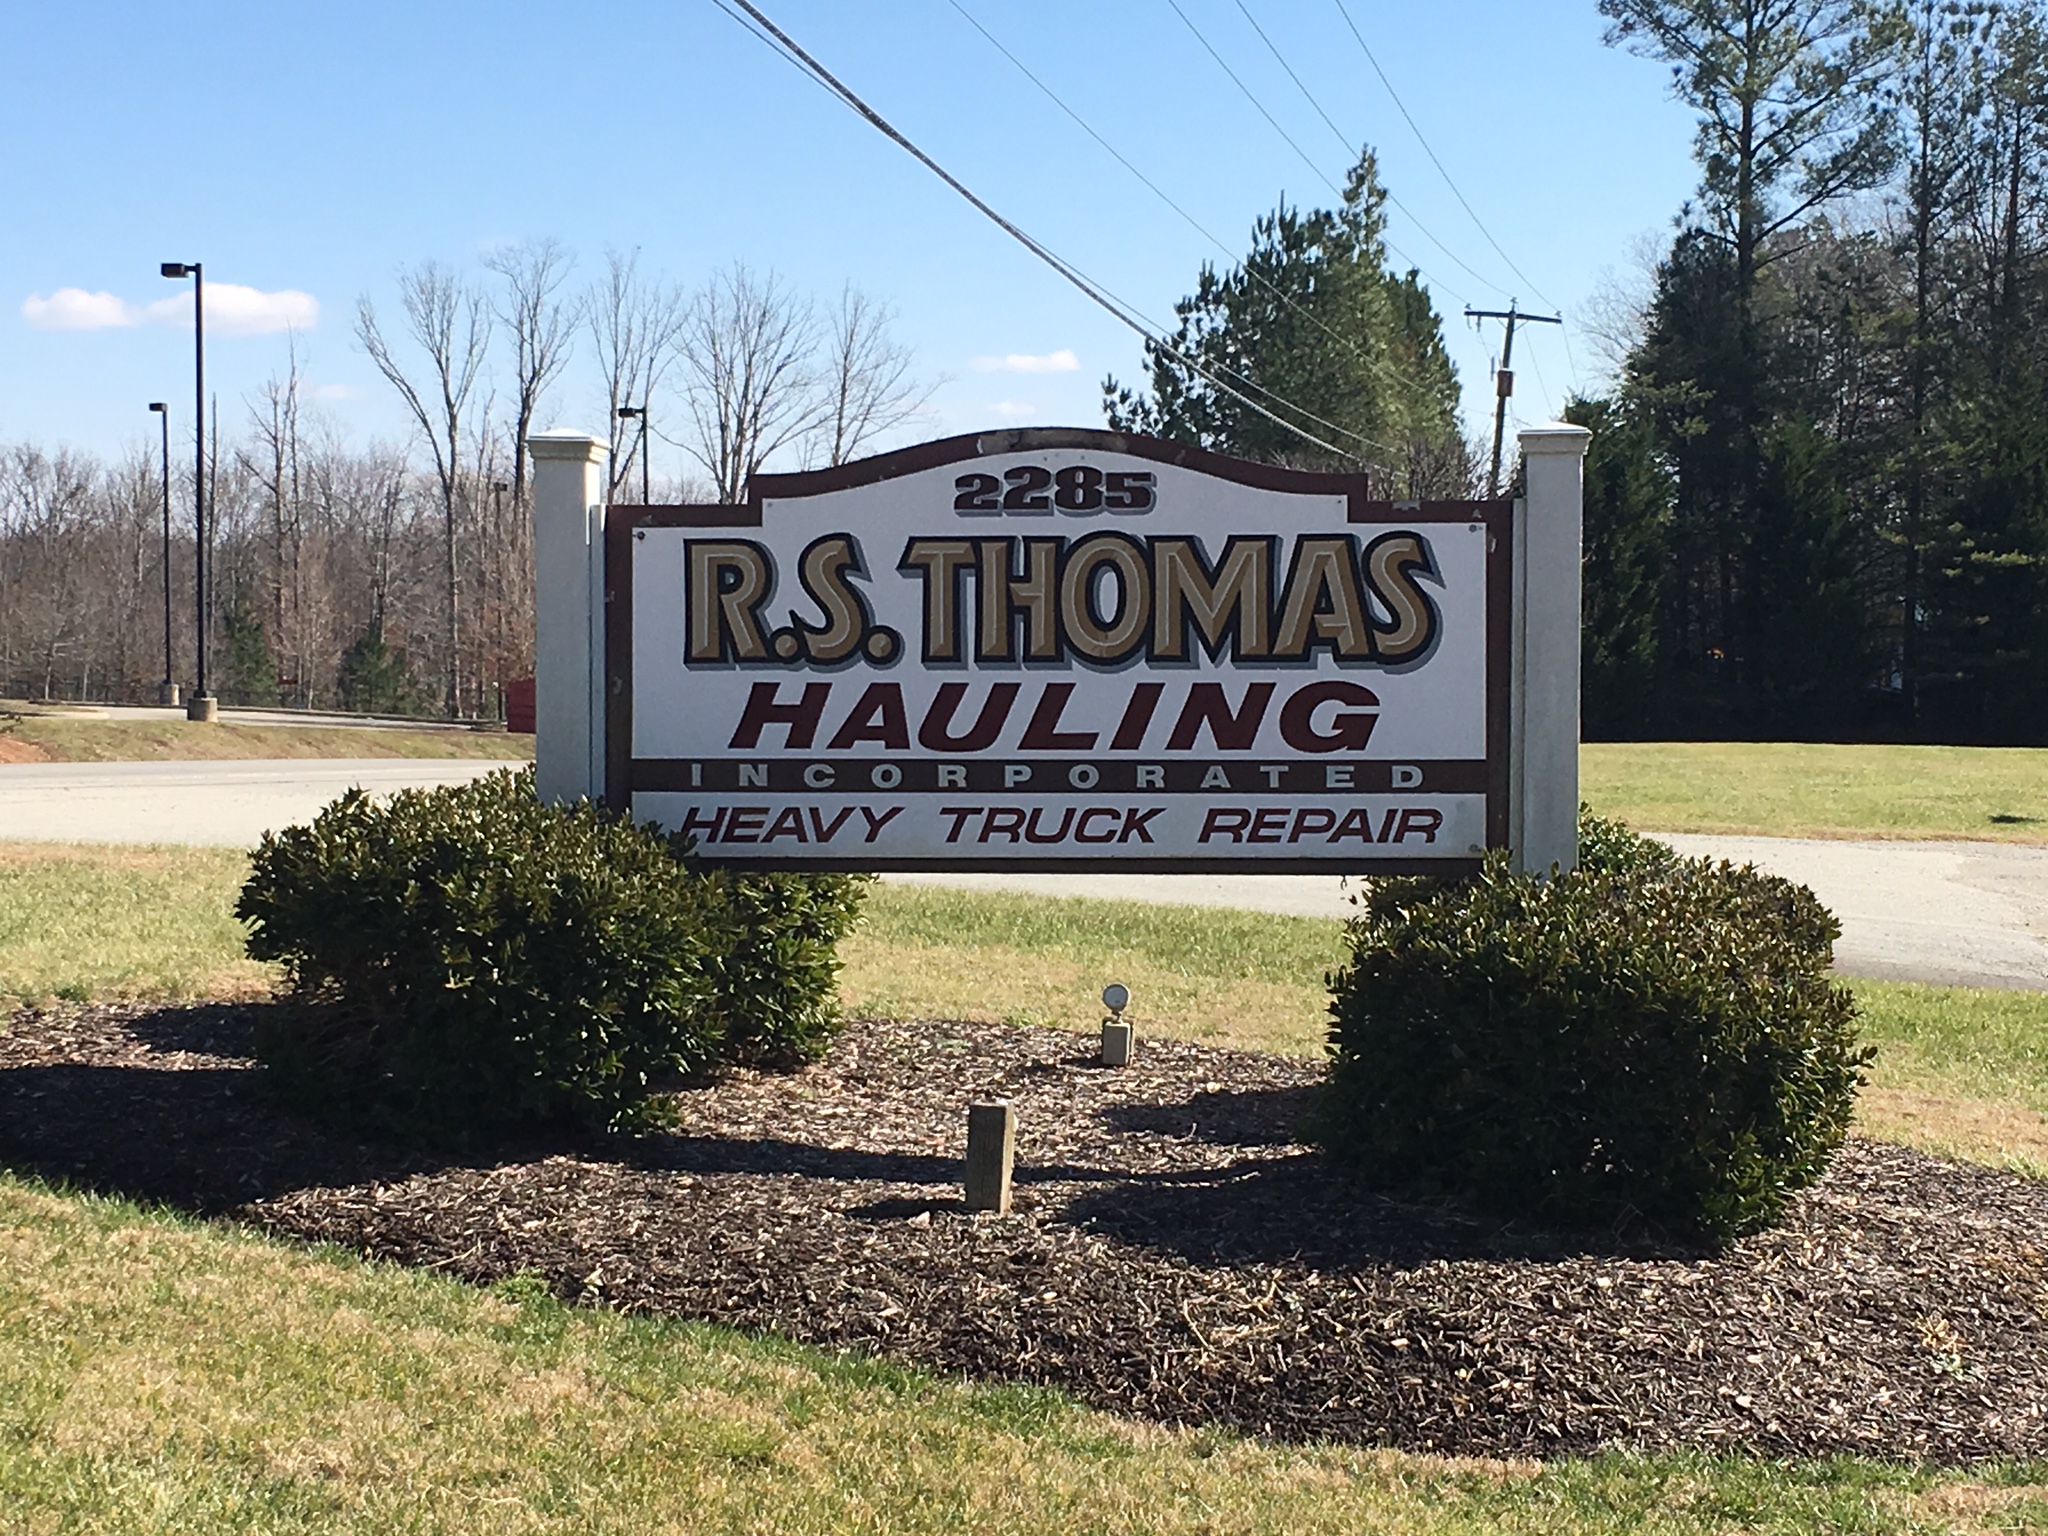 2285
R.S. THOMAS
HAULING
INCORPORATED
HEAVY TRUCK REPAIR